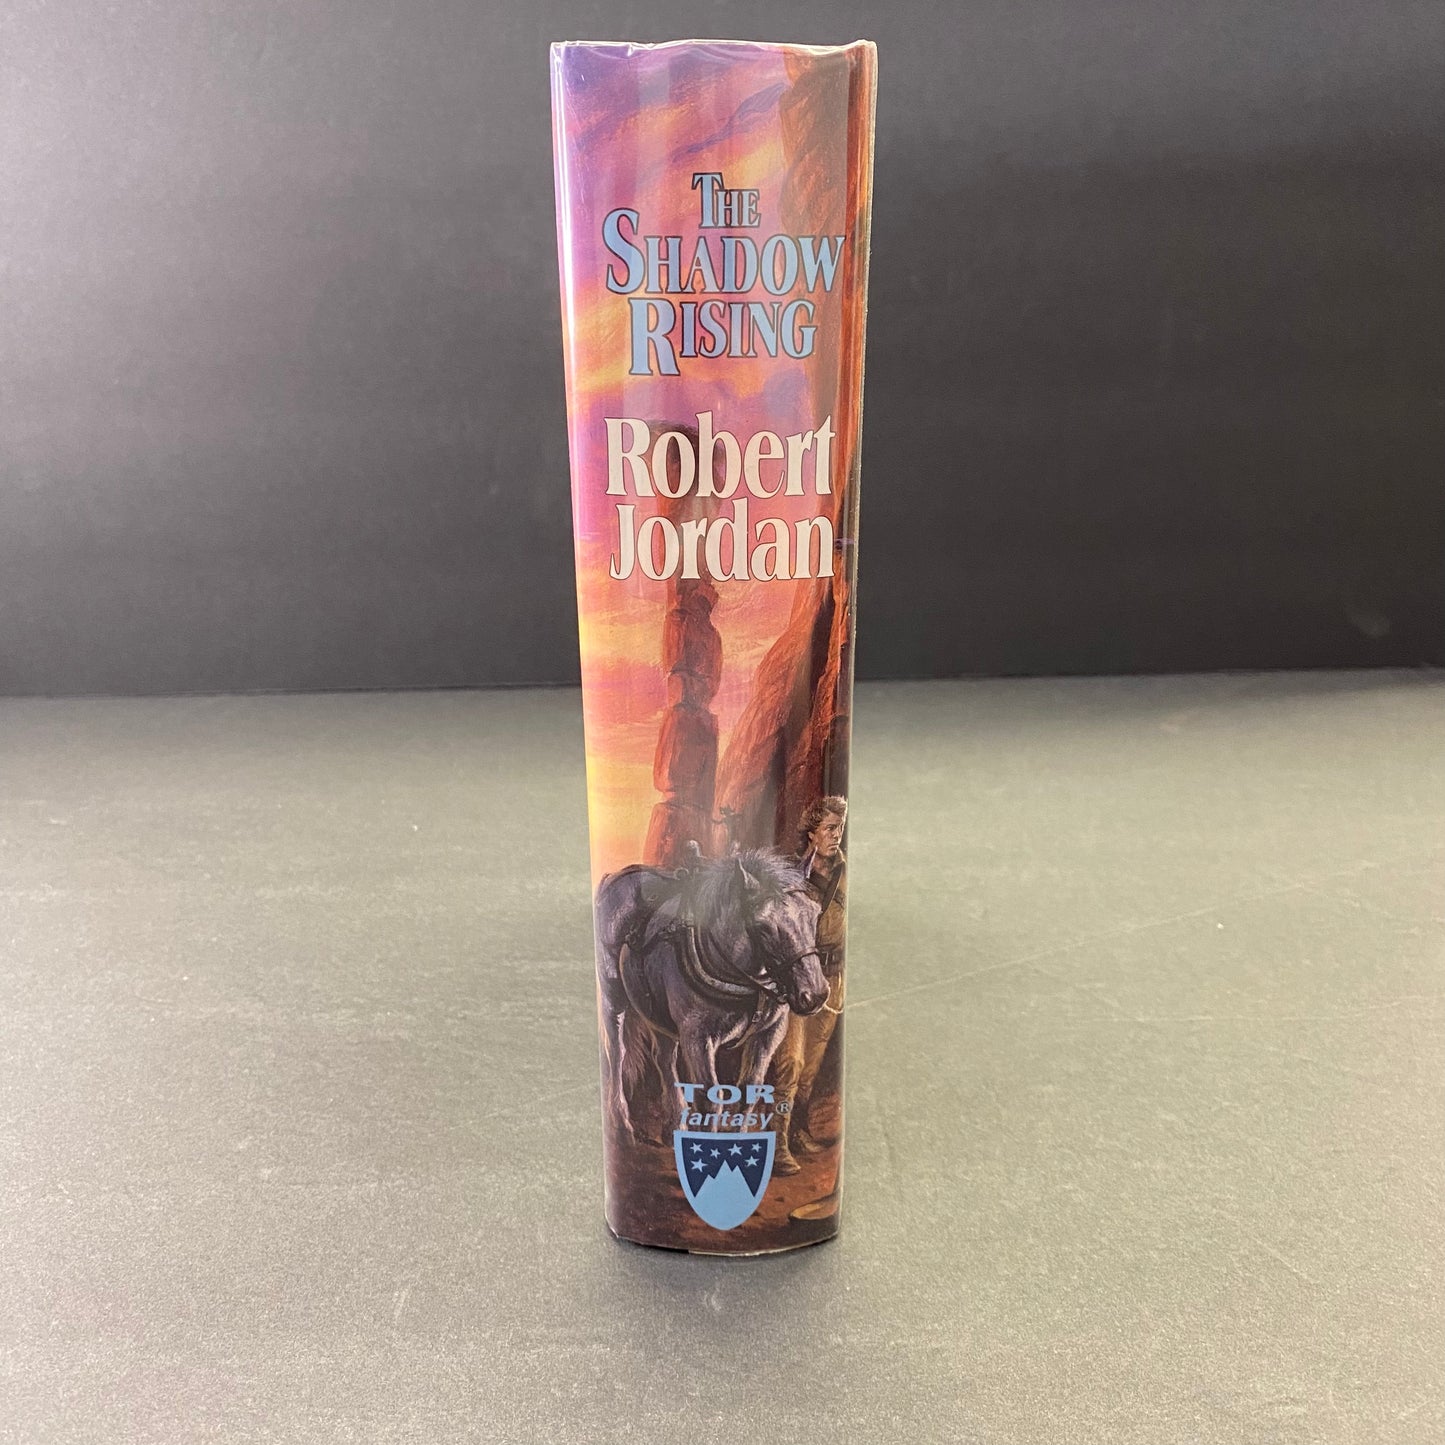 THE
SHADOW
RISING
Robert
Jordan
TOR
fantasy®